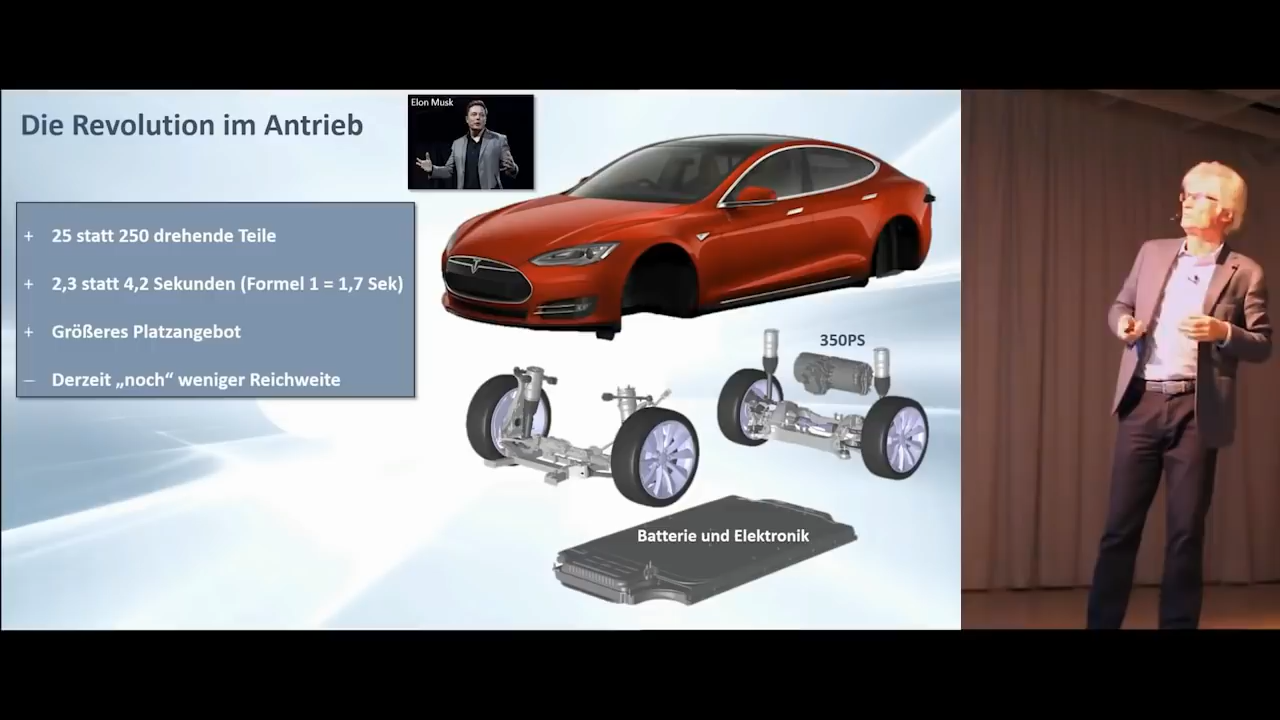 Die Revolution im Antrieb
Elon Musk
+ 25 statt 250 drehende Teile
+ 2,3 statt 4,2 Sekunden (Formel 1 = 1,7 Sek)
+ Größeres Platzangebot
– Derzeit „noch“ weniger Reichweite
350PS
Batterie und Elektronik